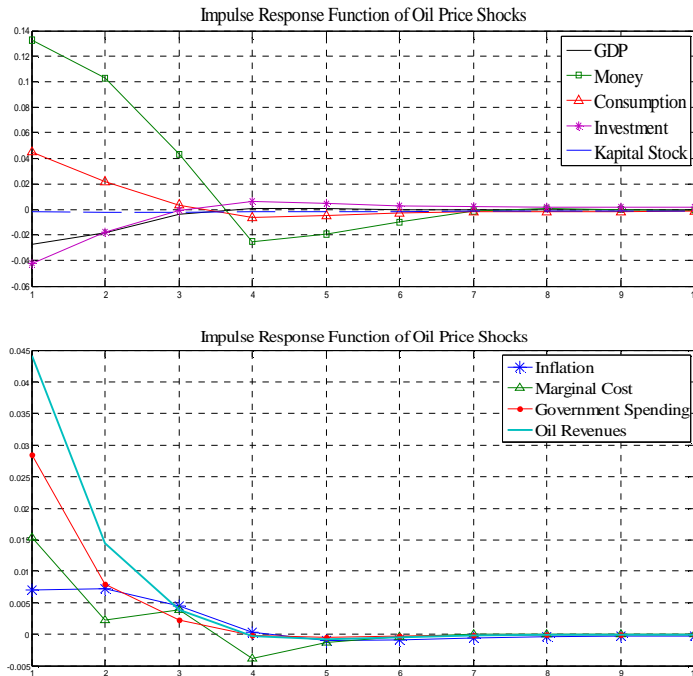 Impulse Response Function of Oil Price Shocks
0.14
0.12
0.1
0.08
0.06
0.04
0.02
0.00
-0.02
-0.04
-0.06
GDP
Money
Consumption
Investment
Kapital Stock
1 2 3 4 5 6 7 8 9 1
Impulse Response Function of Oil Price Shocks
0.045
0.04
0.035
0.03
0.025
0.02
0.015
0.01
0.005
0
-0.005
Inflation
Marginal Cost
Government Spending
Oil Revenues
1 2 3 4 5 6 7 8 9 1